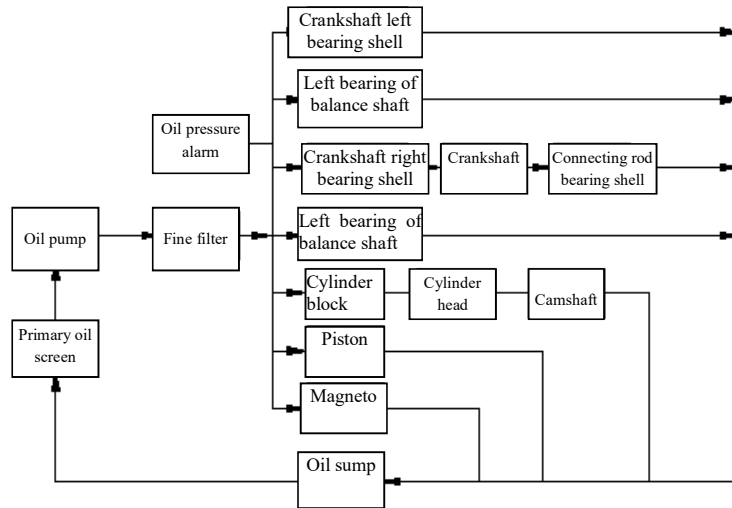 Crankshaft left
bearing shell
Left bearing of
balance shaft
Oil pressure
alarm
Crankshaft right
bearing shell
Crankshaft
Connecting rod
bearing shell
Oil pump
Fine filter
Left bearing of
balance shaft
Cylinder
block
Cylinder
head
Camshaft
Primary oil
screen
Piston
Magneto
Oil sump